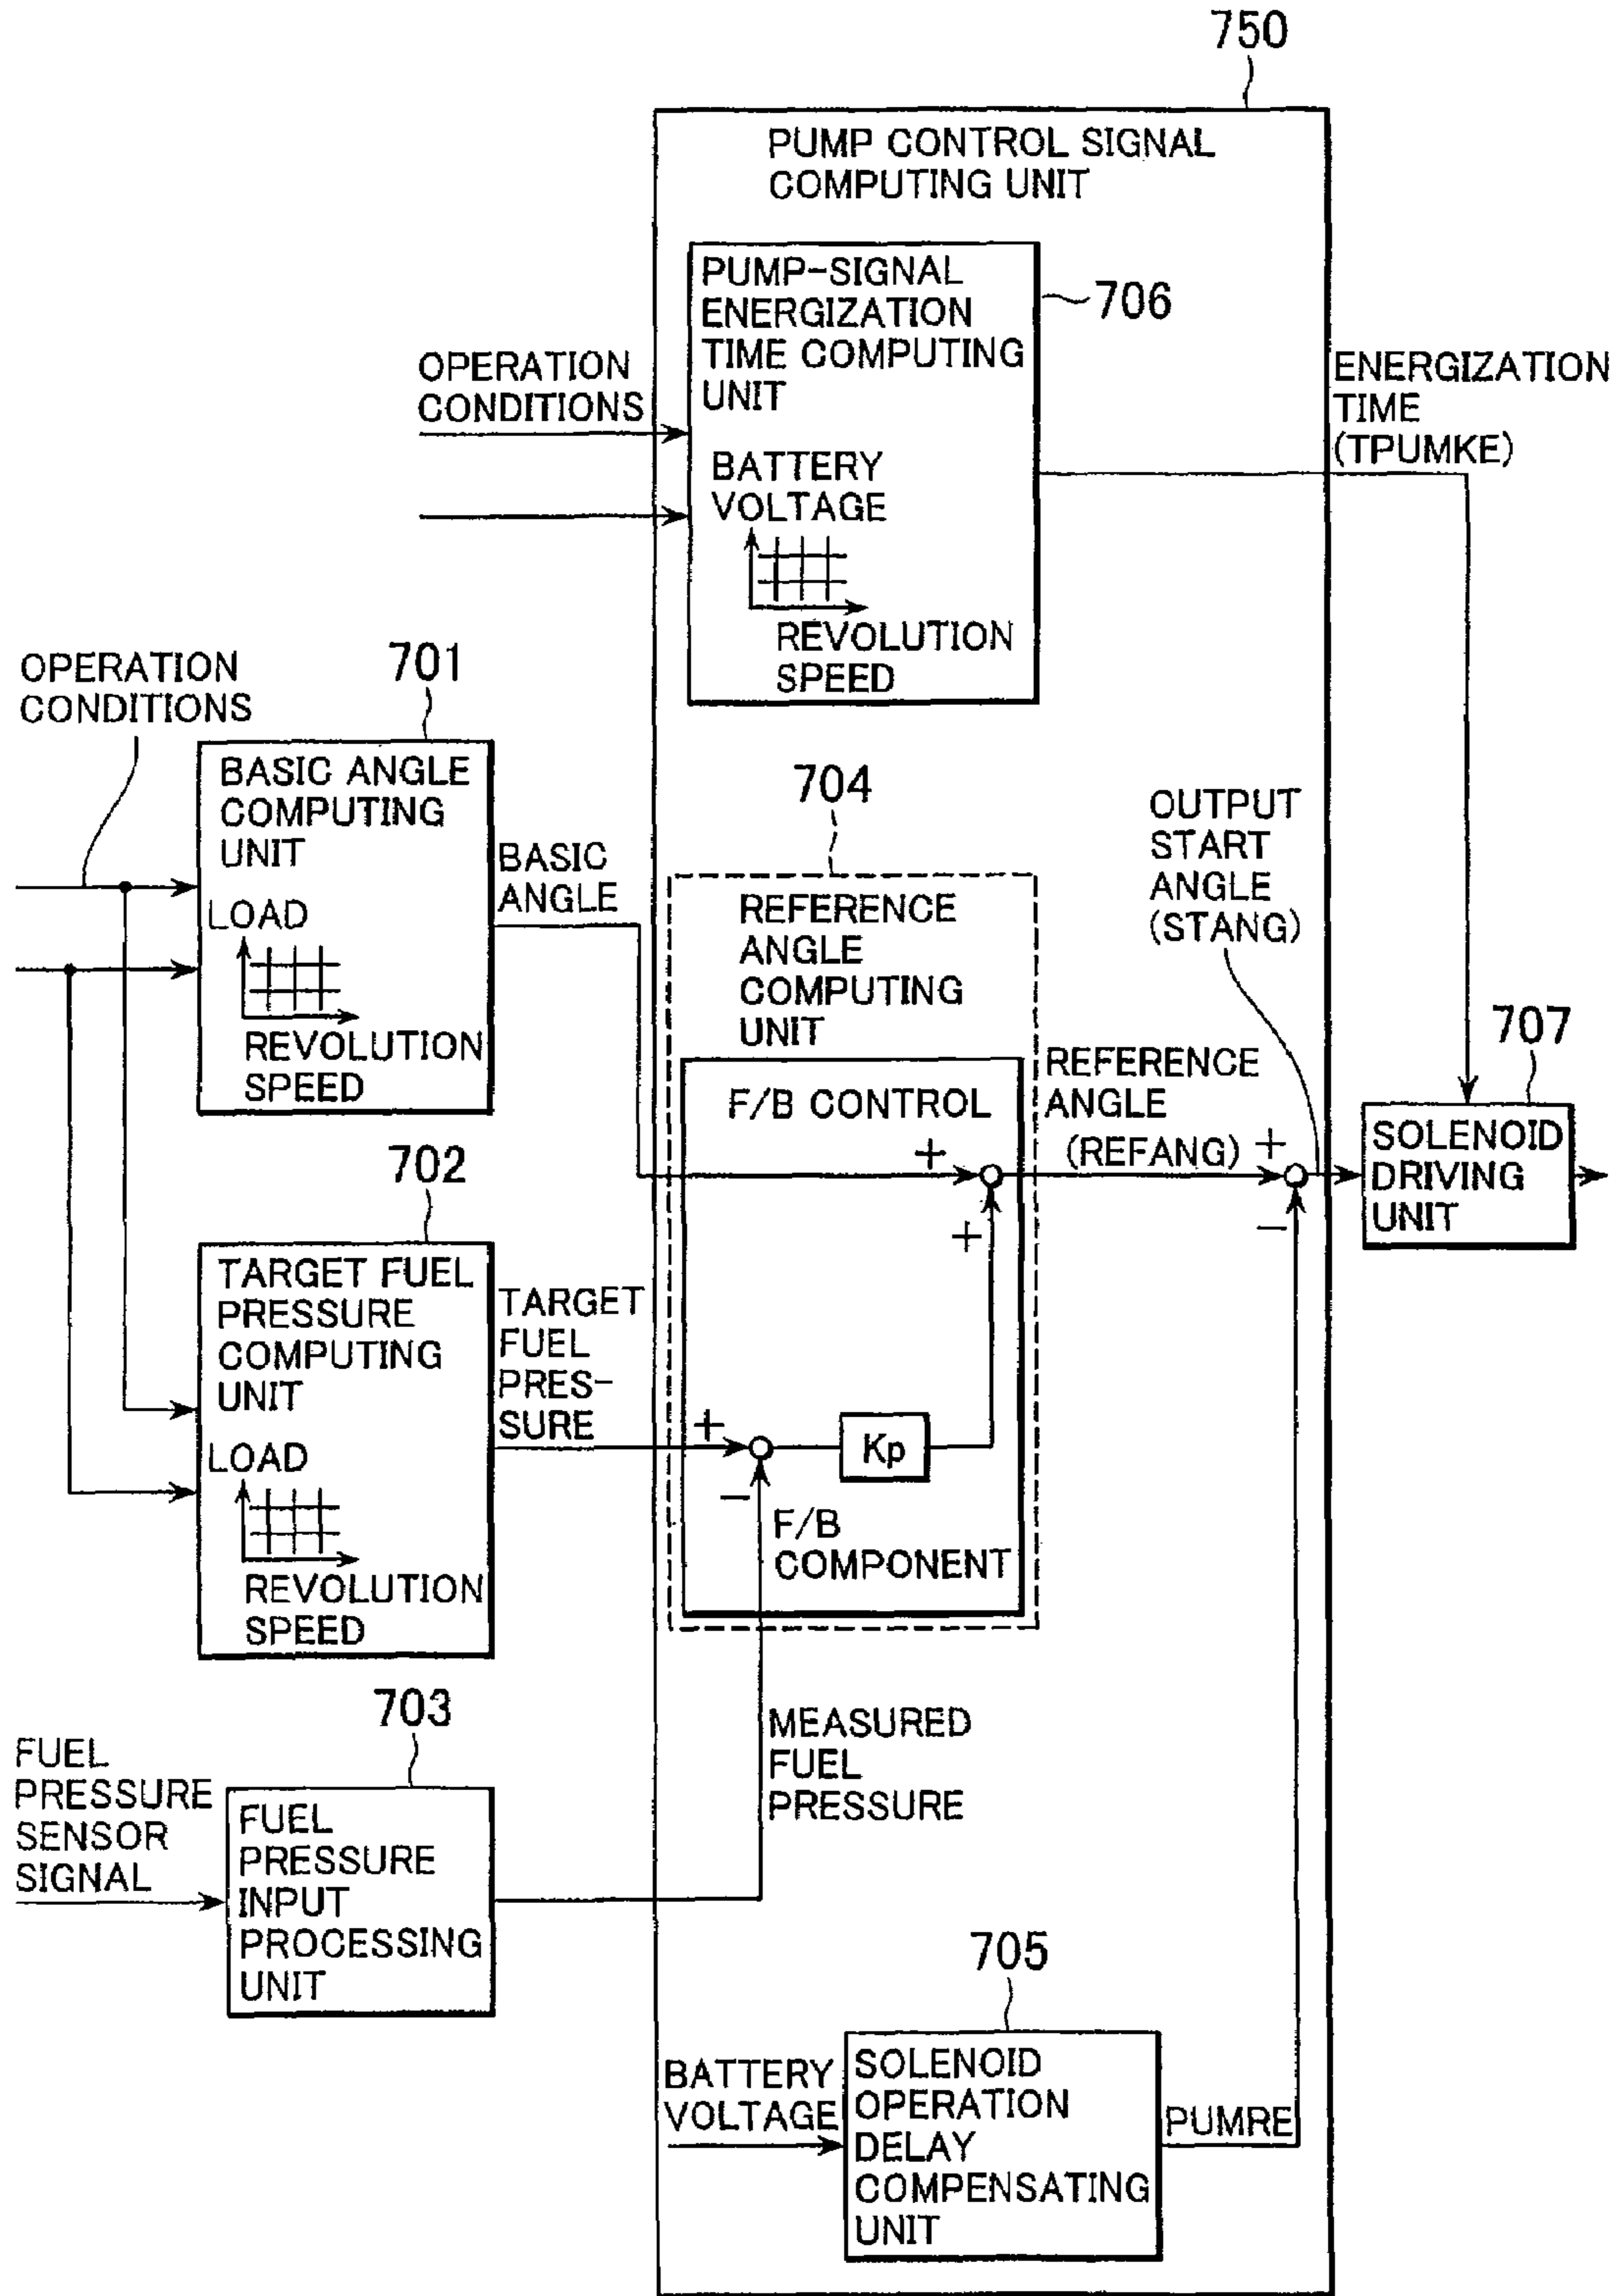 750
PUMP CONTROL SIGNAL
COMPUTING UNIT
PUMP-SIGNAL
ENERGIZATION
TIME COMPUTING
UNIT
706
BATTERY
VOLTAGE
REVOLUTION
SPEED
OPERATION
CONDITIONS
ENERGIZATION
TIME
(TPUMKE)
OPERATION
CONDITIONS
701
BASIC ANGLE
COMPUTING
UNIT
LOAD
REVOLUTION
SPEED
BASIC
ANGLE
704
REFERENCE
ANGLE
COMPUTING
UNIT
OUTPUT
START
ANGLE
(STANG)
F/B CONTROL
+
+
REFERENCE
ANGLE
(REFANG)
+
−
707
SOLENOID
DRIVING
UNIT
702
TARGET FUEL
PRESSURE
COMPUTING
UNIT
LOAD
REVOLUTION
SPEED
TARGET
FUEL
PRES-
SURE
+
−
Kp
F/B
COMPONENT
703
FUEL
PRESSURE
SENSOR
SIGNAL
FUEL
PRESSURE
INPUT
PROCESSING
UNIT
MEASURED
FUEL
PRESSURE
705
BATTERY
VOLTAGE
SOLENOID
OPERATION
DELAY
COMPENSATING
UNIT
PUMRE